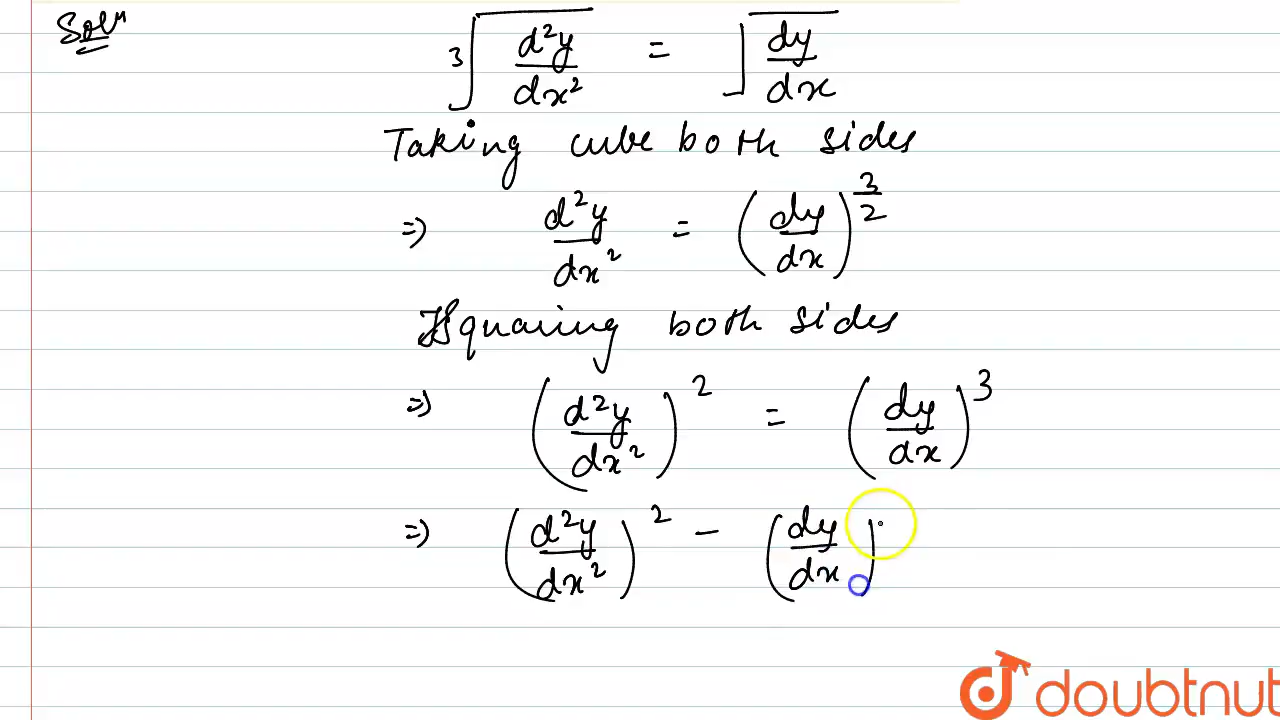 Solⁿ
∛(d²y/dx²) = √(dy/dx)
Taking cube both sides
⇒ d²y/dx² = (dy/dx)^(3/2)
Squaring both sides
⇒ (d²y/dx²)² = (dy/dx)³
⇒ (d²y/dx²)² - (dy/dx)
doubtnut